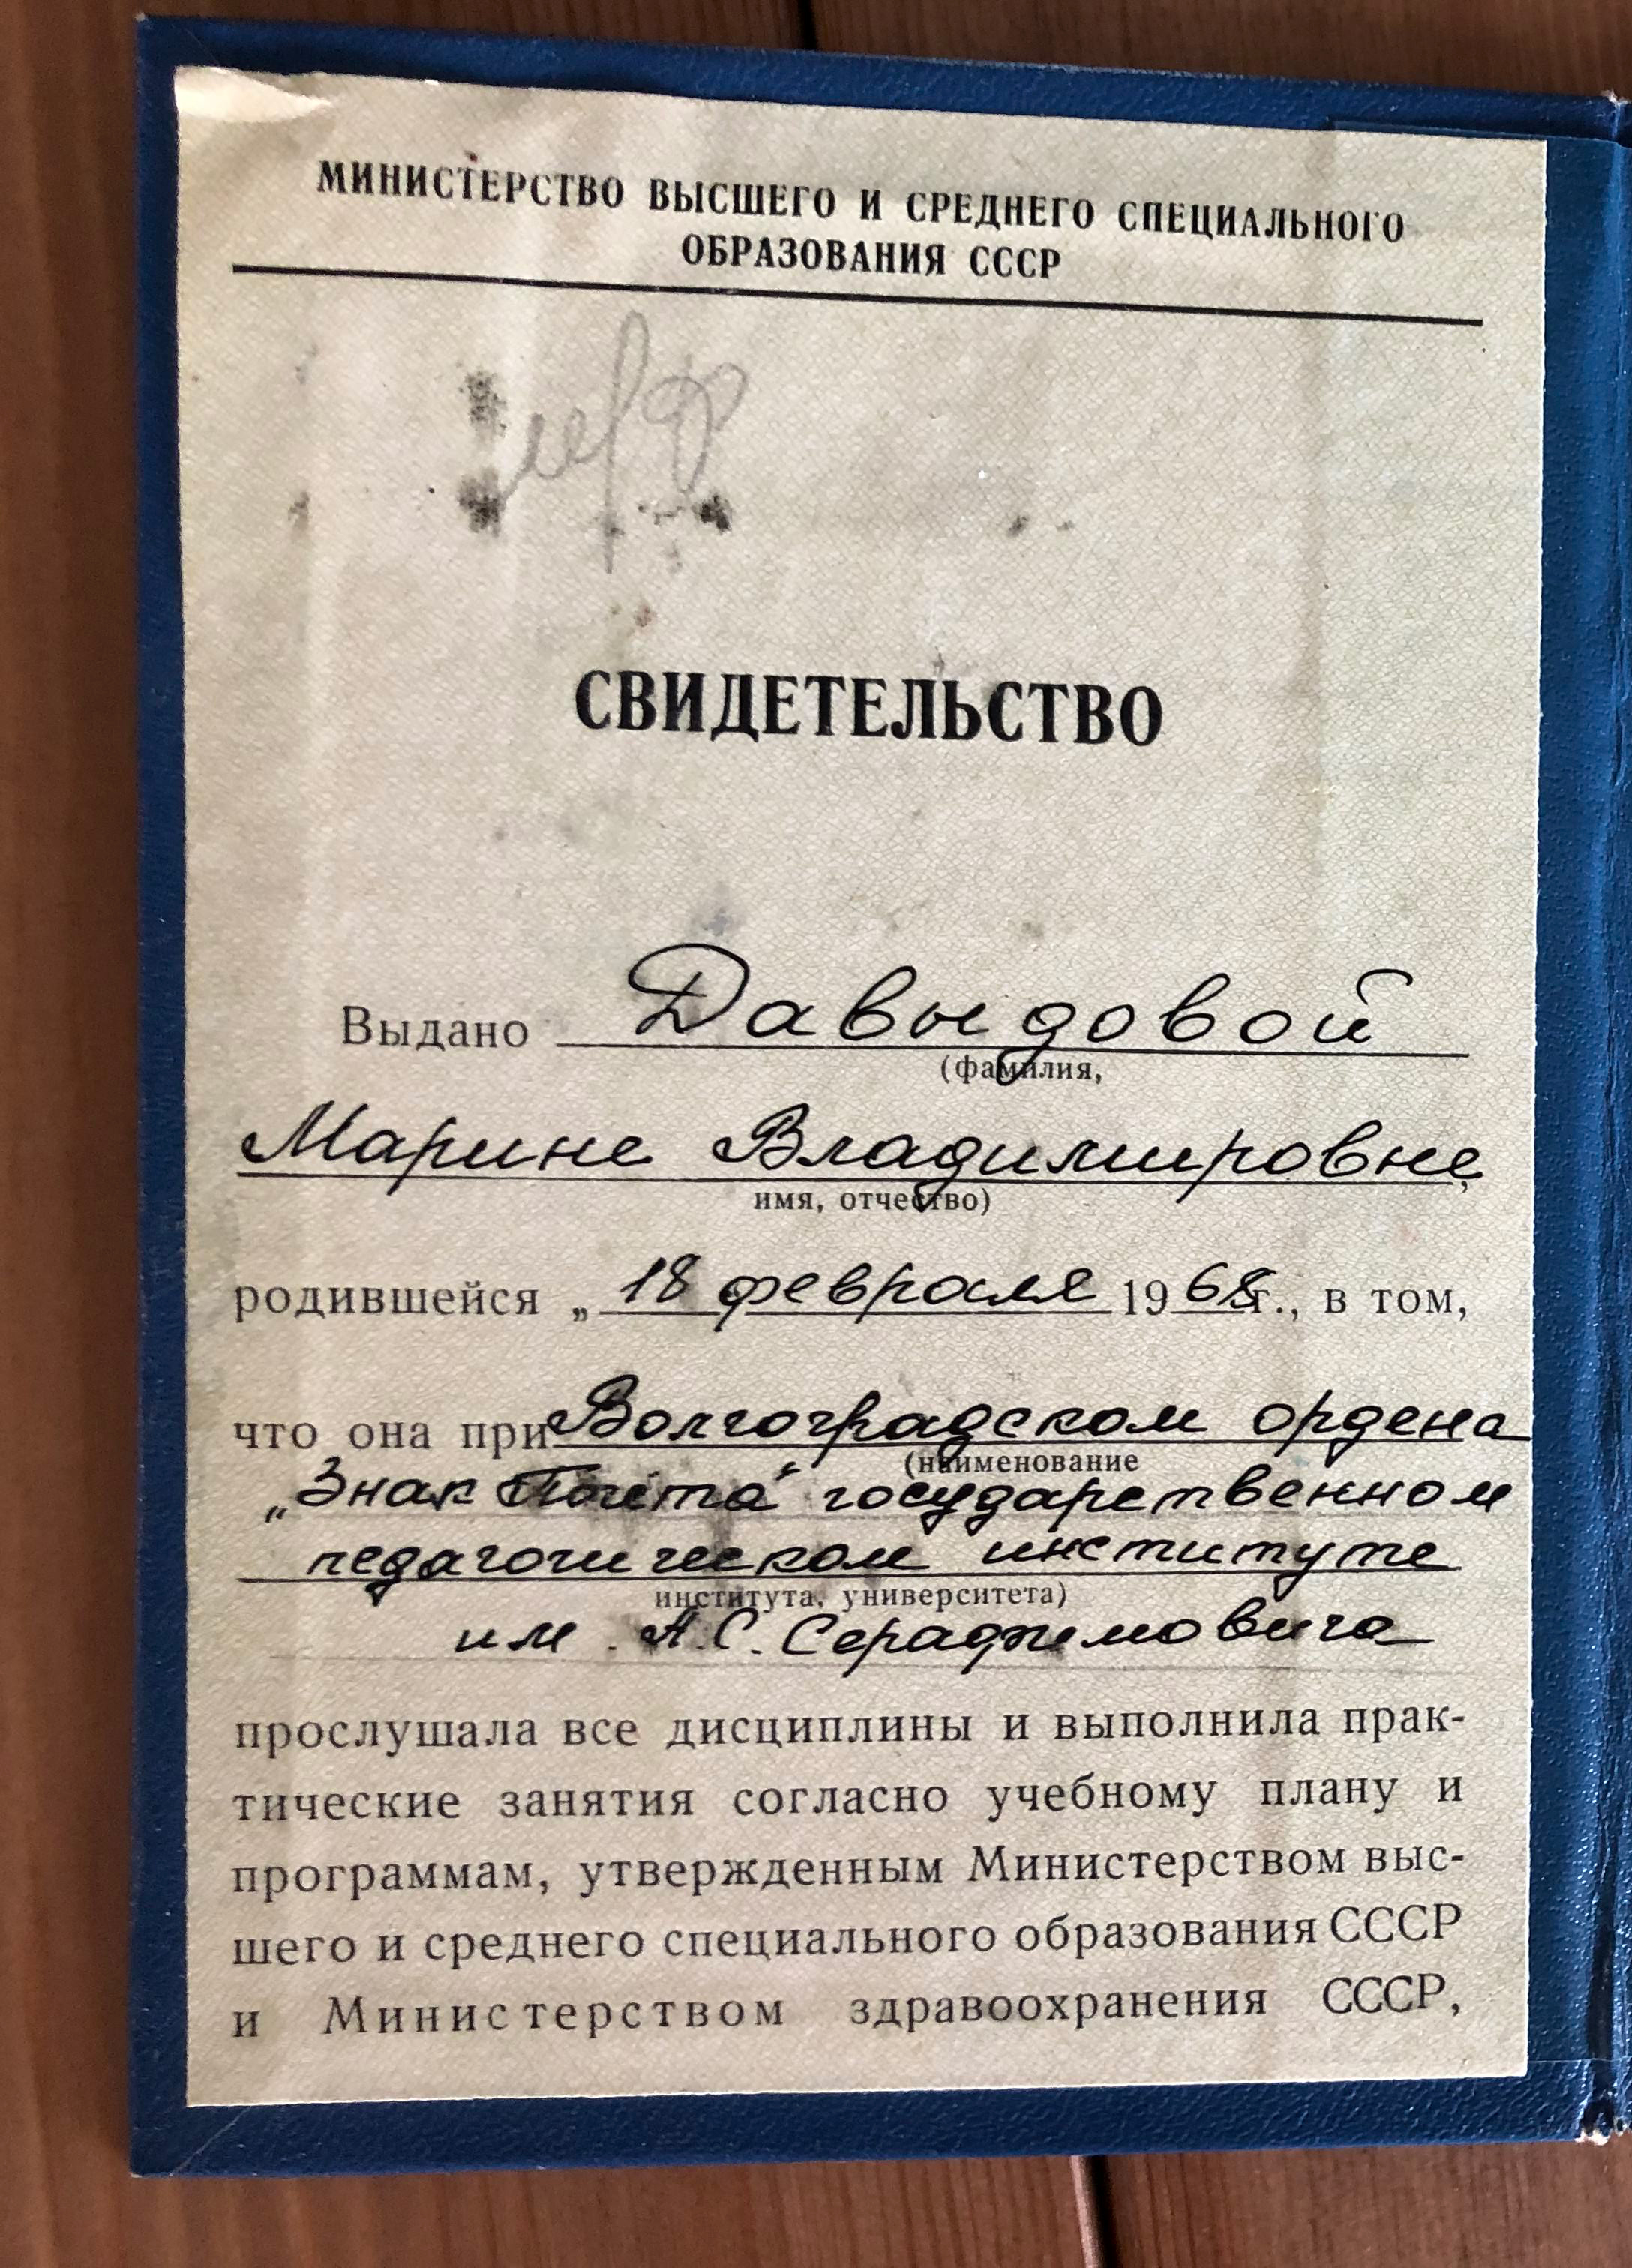 МИНИСТЕРСТВО ВЫСШЕГО И СРЕДНЕГО СПЕЦИАЛЬНОГО
ОБРАЗОВАНИЯ СССР
СВИДЕТЕЛЬСТВО
Выдано Давыдовой
(фамилия,
Марине Владимировне,
имя, отчество)
родившейся „18 февраля 1968г., в том,
что она при Волгоградском ордена
(наименование
„Знак Почёта" государственном
педагогическом институте
института, университета)
им. А.С. Серафимовича
прослушала все дисциплины и выполнила прак-
тические занятия согласно учебному плану и
программам, утвержденным Министерством выс-
шего и среднего специального образования СССР
и Министерством здравоохранения СССР,